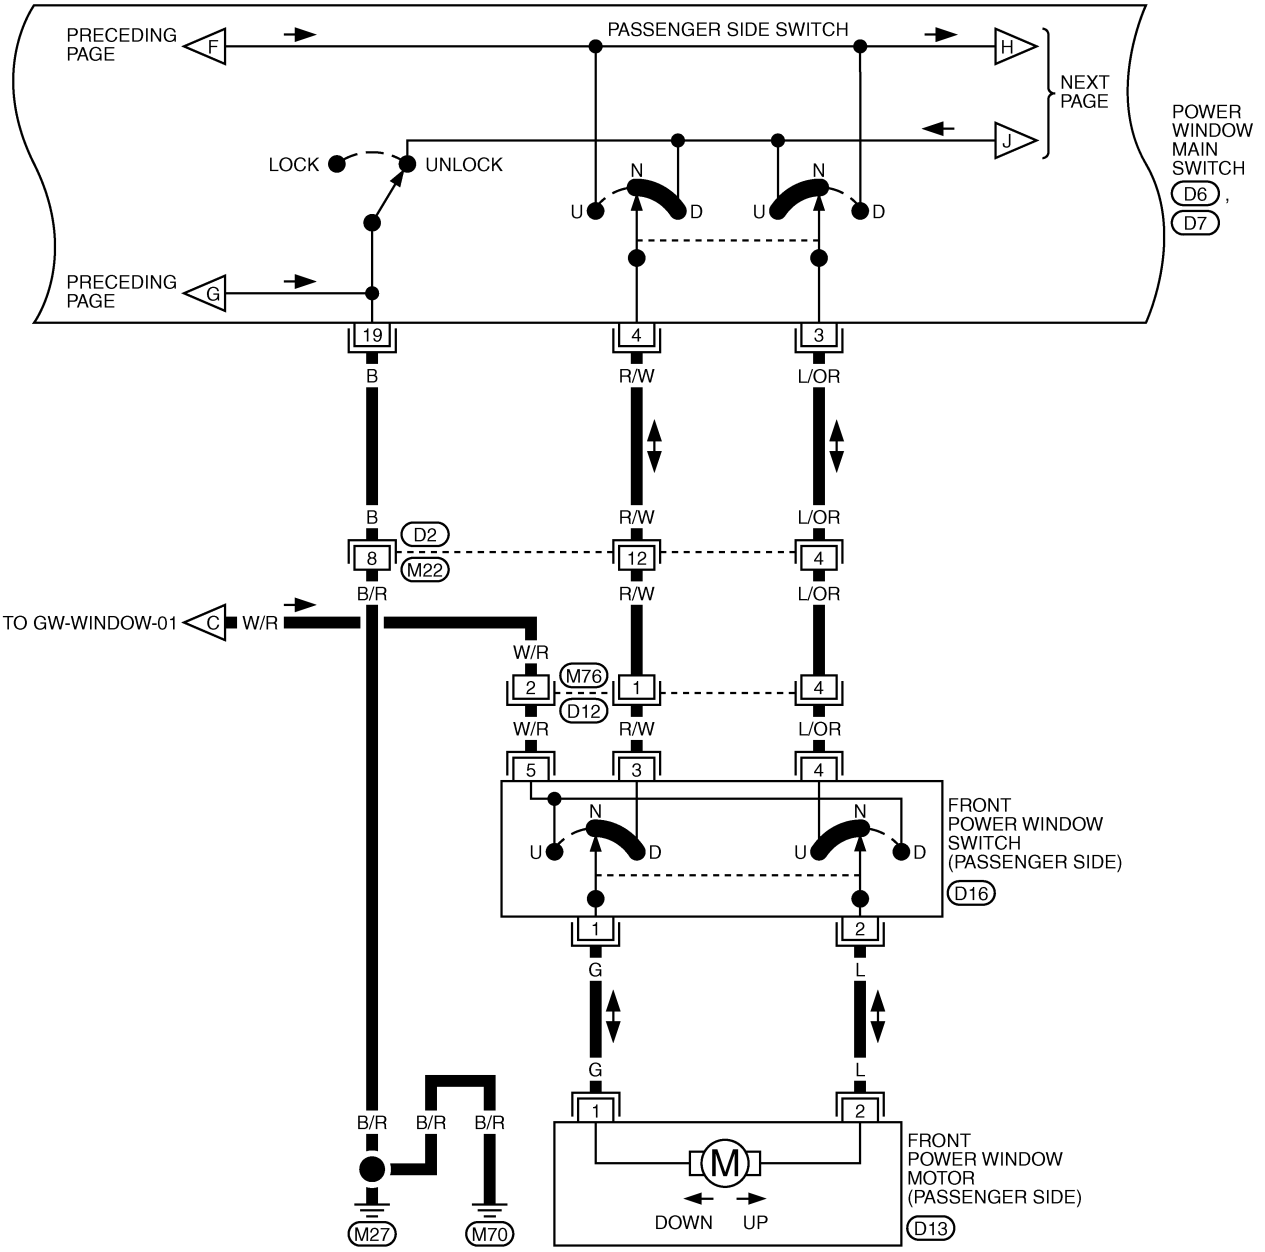 PRECEDING
PAGE
F
PASSENGER SIDE SWITCH
H
NEXT
PAGE
J
POWER
WINDOW
MAIN
SWITCH
D6 ,
D7
LOCK
UNLOCK
N
U
D
N
U
D
PRECEDING
PAGE
G
19
4
3
B
R/W
L/OR
B
R/W
L/OR
D2
8
12
4
M22
B/R
R/W
L/OR
TO GW-WINDOW-01
C
W/R
W/R
M76
2
1
4
D12
W/R
R/W
L/OR
5
3
4
N
U
D
N
U
D
FRONT
POWER WINDOW
SWITCH
(PASSENGER SIDE)
D16
1
2
G
L
G
L
1
2
B/R
B/R
B/R
M
DOWN
UP
FRONT
POWER WINDOW
MOTOR
(PASSENGER SIDE)
D13
M27
M70